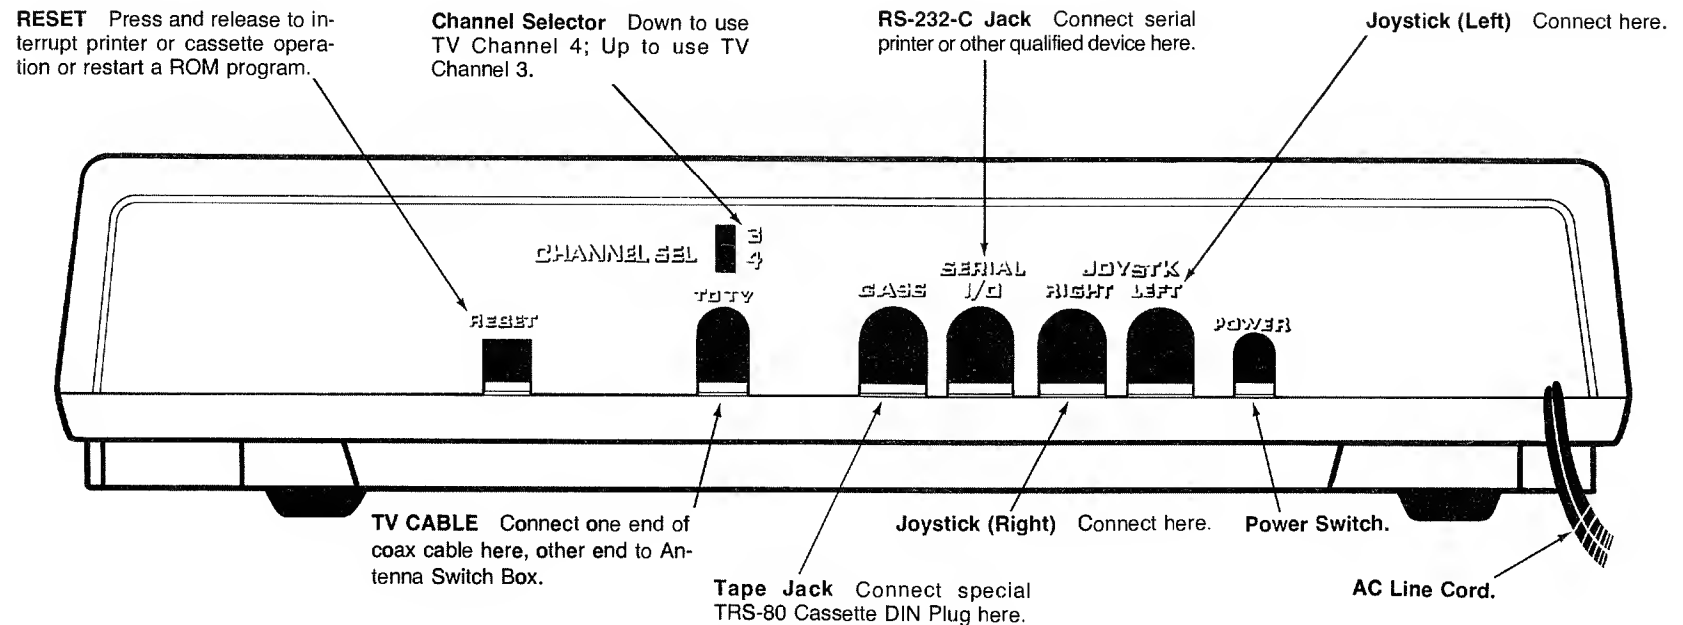 RESET Press and release to in-
terrupt printer or cassette opera-
tion or restart a ROM program.
Channel Selector Down to use
TV Channel 4; Up to use TV
Channel 3.
RS-232-C Jack Connect serial
printer or other qualified device here.
Joystick (Left) Connect here.
CHANNEL SEL
3
4
RESET
TO TV
CASS
SERIAL
I/O
JOYSTK
RIGHT LEFT
POWER
TV CABLE Connect one end of
coax cable here, other end to An-
tenna Switch Box.
Tape Jack Connect special
TRS-80 Cassette DIN Plug here.
Joystick (Right) Connect here.
Power Switch.
AC Line Cord.